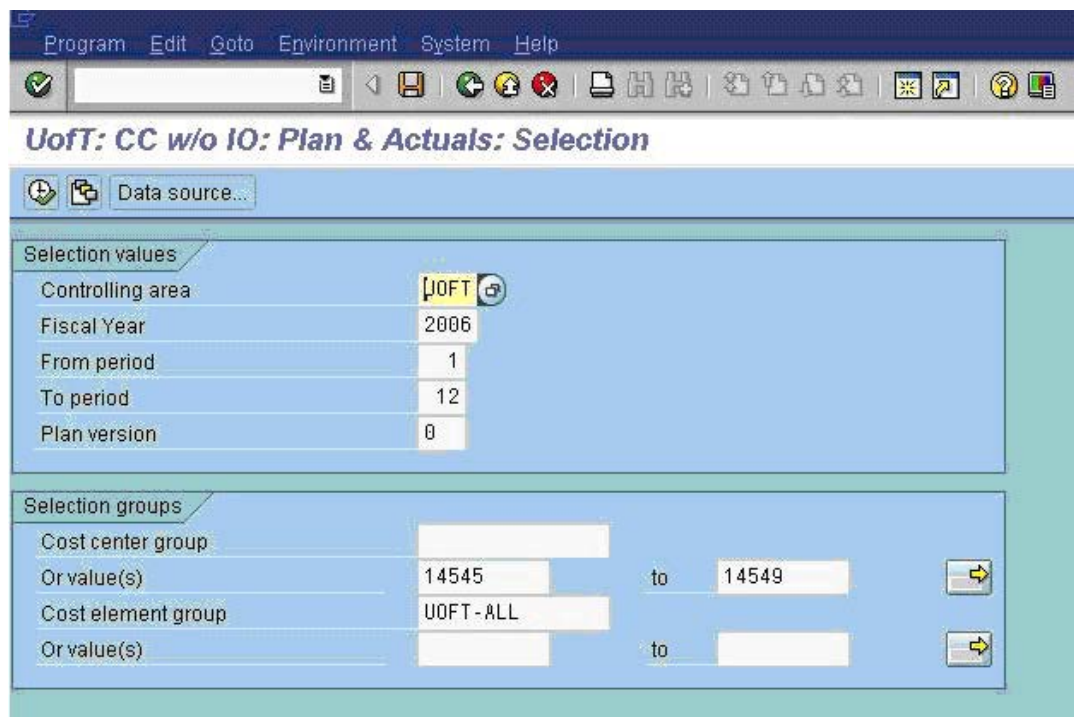 Program Edit Goto Environment System Help
UofT: CC w/o IO: Plan & Actuals: Selection
Data source...
Selection values
Controlling area UOFT
Fiscal Year 2006
From period 1
To period 12
Plan version 0
Selection groups
Cost center group
Or value(s) 14545 to 14549
Cost element group UOFT-ALL
Or value(s) to